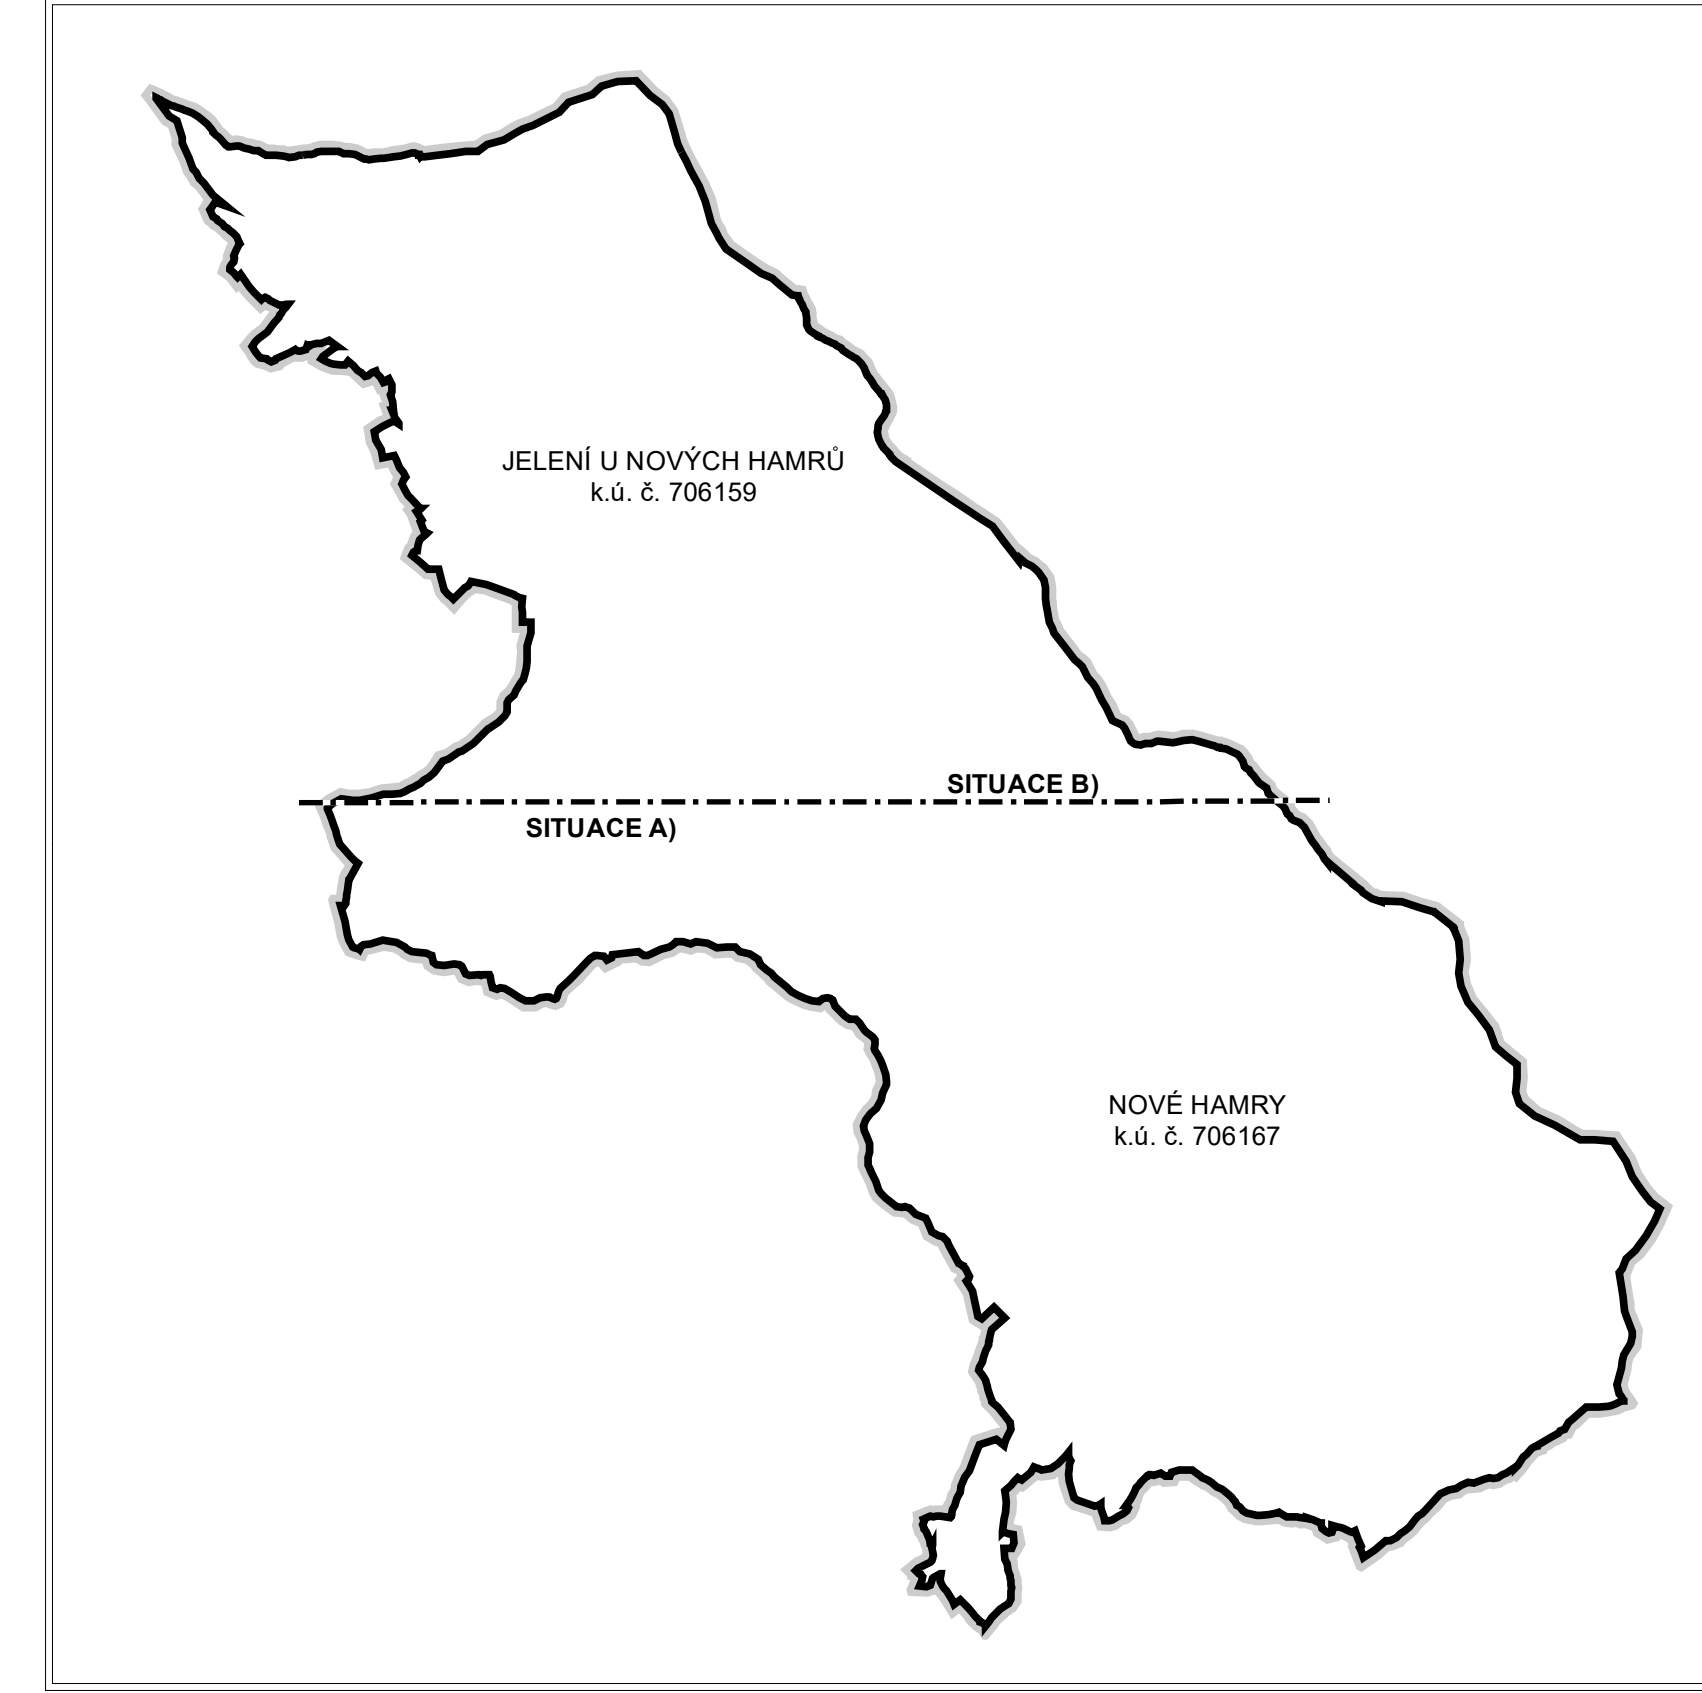 JELENÍ U NOVÝCH HAMRŮ
k.ú. č. 706159
SITUACE B)
SITUACE A)
NOVÉ HAMRY
k.ú. č. 706167